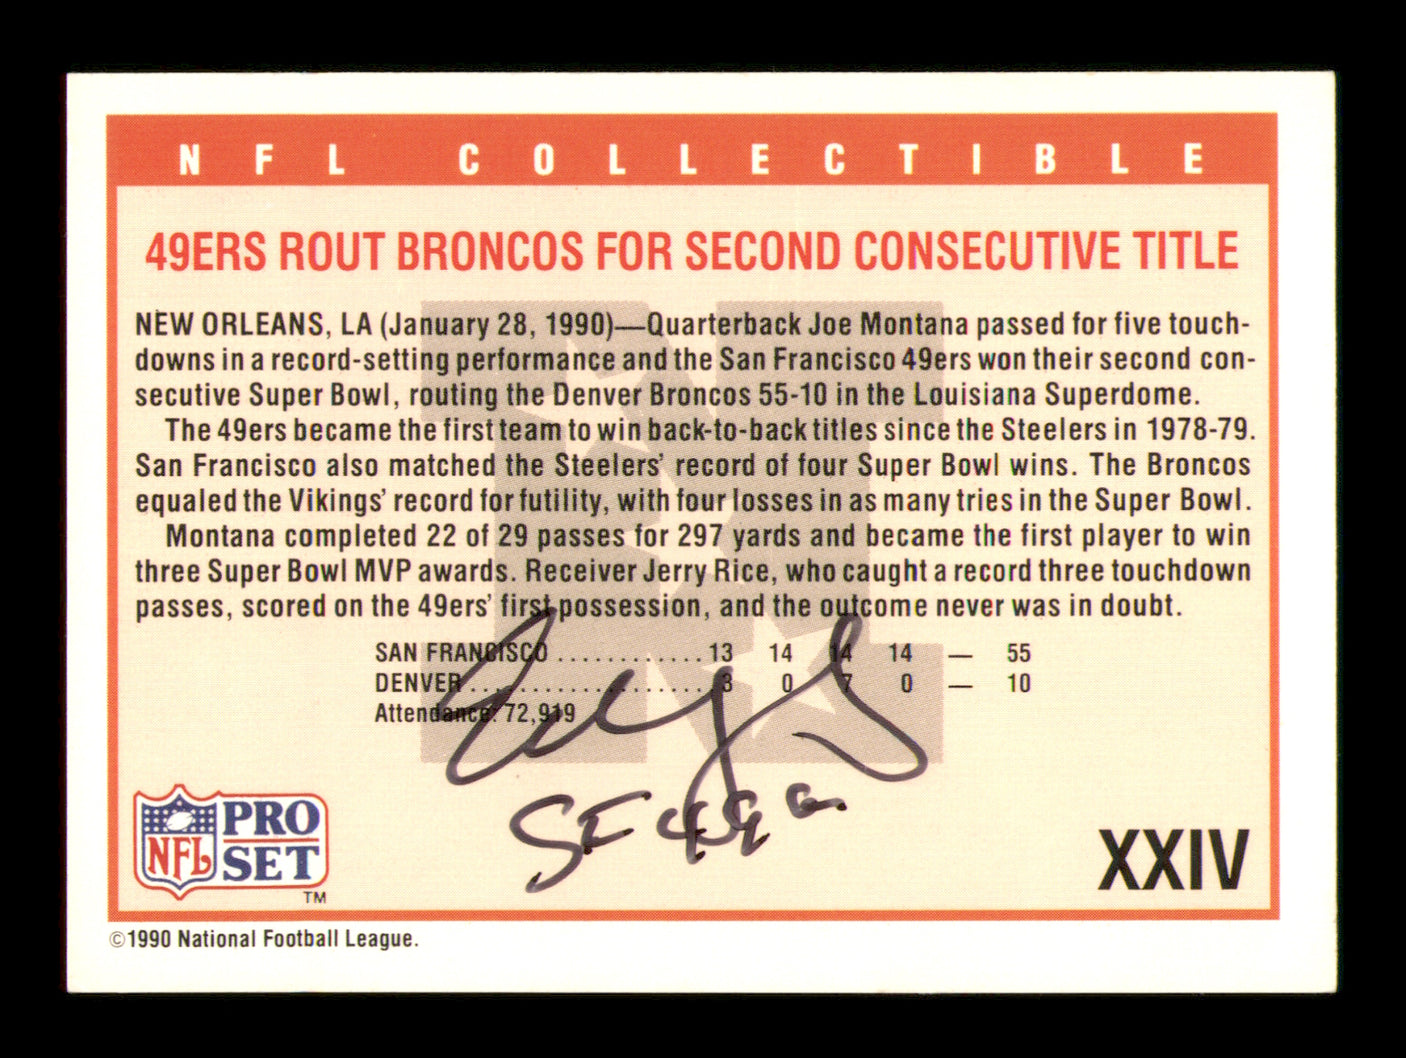 NFL COLLECTIBLE
49ERS ROUT BRONCOS FOR SECOND CONSECUTIVE TITLE
NEW ORLEANS, LA (January 28, 1990)—Quarterback Joe Montana passed for five touch-
downs in a record-setting performance and the San Francisco 49ers won their second con-
secutive Super Bowl, routing the Denver Broncos 55-10 in the Louisiana Superdome.
The 49ers became the first team to win back-to-back titles since the Steelers in 1978-79.
San Francisco also matched the Steelers' record of four Super Bowl wins. The Broncos
equaled the Vikings' record for futility, with four losses in as many tries in the Super Bowl.
Montana completed 22 of 29 passes for 297 yards and became the first player to win
three Super Bowl MVP awards. Receiver Jerry Rice, who caught a record three touchdown
passes, scored on the 49ers' first possession, and the outcome never was in doubt.
SAN FRANCISCO ............ 13 14 14 14 — 55
DENVER .................... 3 0 7 0 — 10
Attendance: 72,919
SF 49er
NFL PRO SET TM
XXIV
©1990 National Football League.